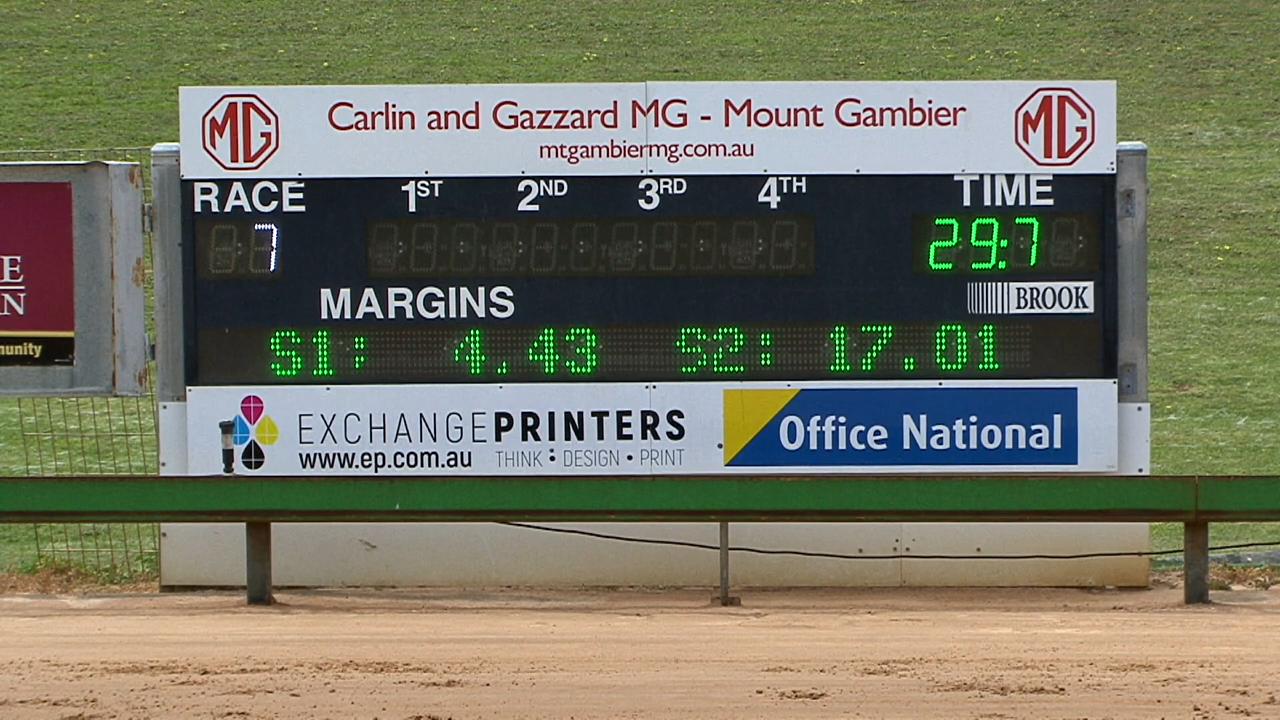 MG Carlin and Gazzard MG - Mount Gambier MG
mtgambiermg.com.au
RACE 1ST 2ND 3RD 4TH TIME
7 29:7
MARGINS BROOK
S1: 4.43 S2: 17.01
EXCHANGEPRINTERS Office National
www.ep.com.au THINK • DESIGN • PRINT
E
N
munity